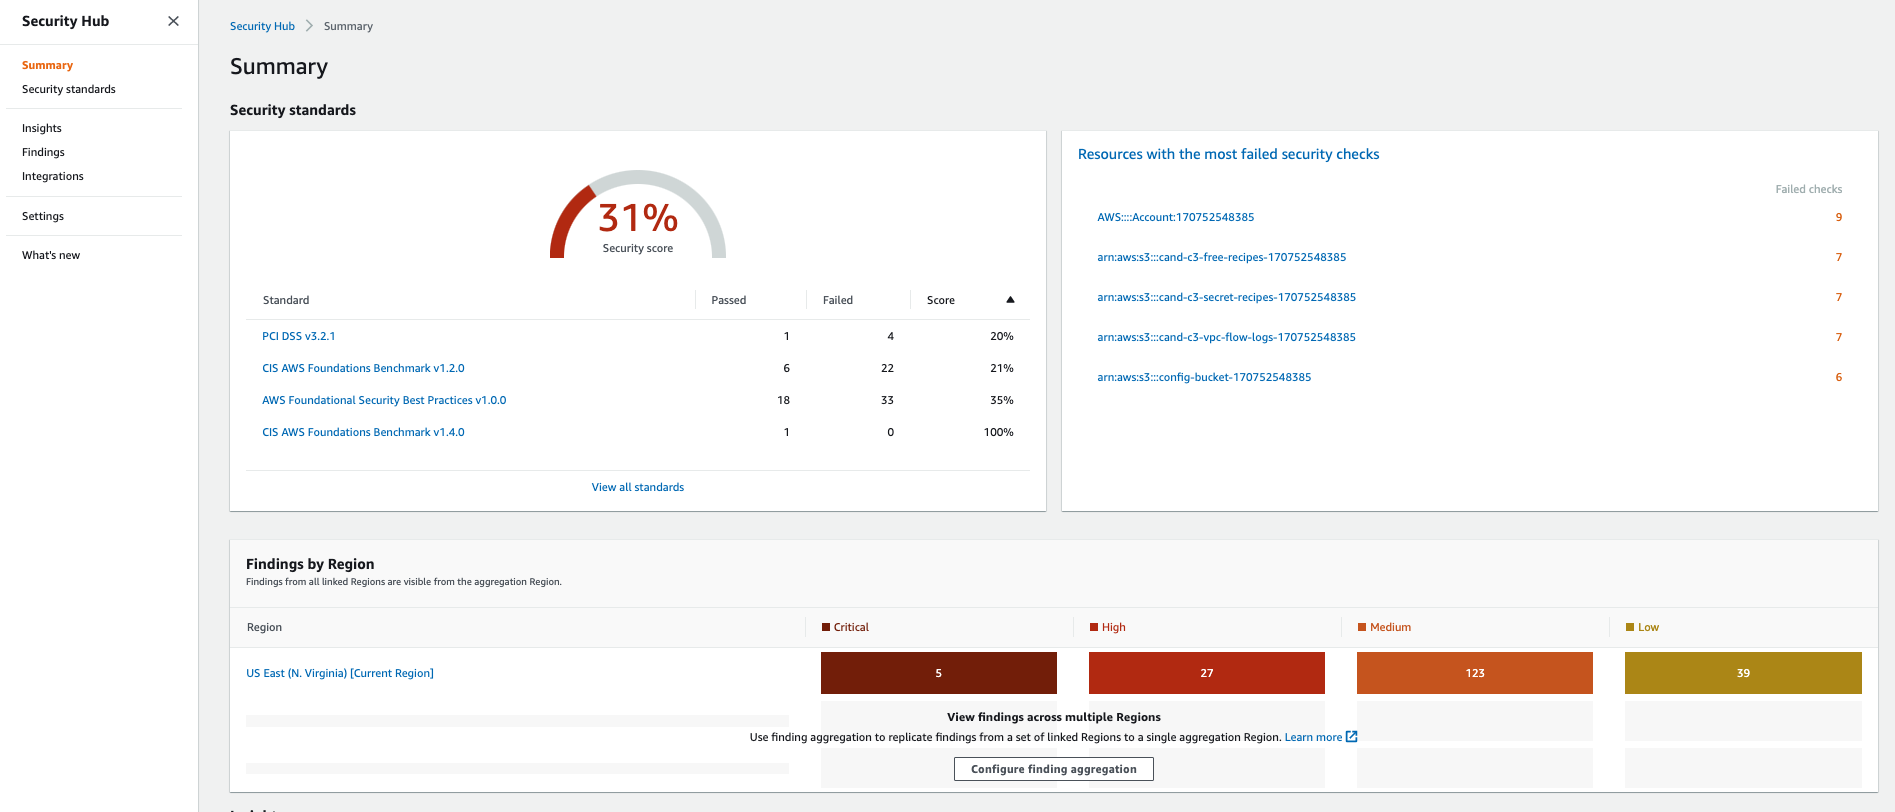 Security Hub
Summary
Security standards
Insights
Findings
Integrations
Settings
What's new
Security Hub Summary
Summary
Security standards
31%
Security score
Standard Passed Failed Score
PCI DSS v3.2.1 1 4 20%
CIS AWS Foundations Benchmark v1.2.0 6 22 21%
AWS Foundational Security Best Practices v1.0.0 18 33 35%
CIS AWS Foundations Benchmark v1.4.0 1 0 100%
View all standards
Resources with the most failed security checks
Failed checks
AWS::::Account:170752548385 9
arn:aws:s3:::cand-c3-free-recipes-170752548385 7
arn:aws:s3:::cand-c3-secret-recipes-170752548385 7
arn:aws:s3:::cand-c3-vpc-flow-logs-170752548385 7
arn:aws:s3:::config-bucket-170752548385 6
Findings by Region
Findings from all linked Regions are visible from the aggregation Region.
Region Critical High Medium Low
US East (N. Virginia) [Current Region] 5 27 123 39
View findings across multiple Regions
Use finding aggregation to replicate findings from a set of linked Regions to a single aggregation Region. Learn more
Configure finding aggregation